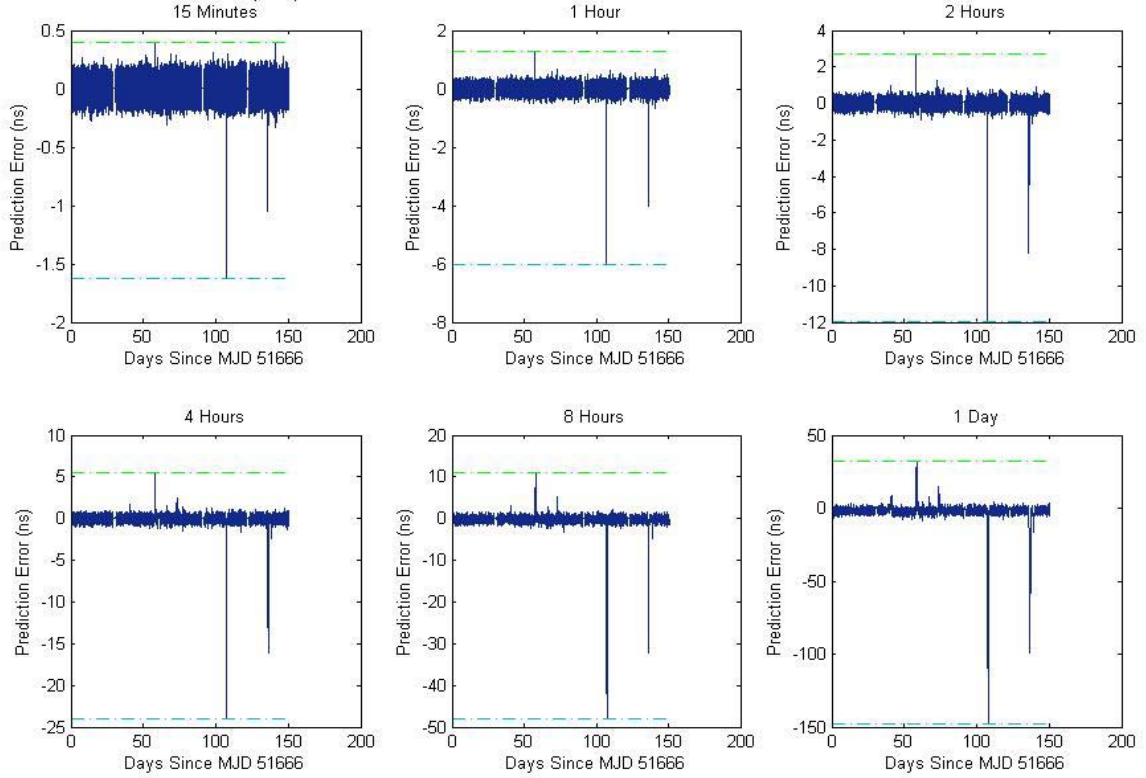 15 Minutes
0.5
0
-0.5
-1
-1.5
-2
Prediction Error (ns)
0 50 100 150 200
Days Since MJD 51666
1 Hour
2
0
-2
-4
-6
-8
Prediction Error (ns)
0 50 100 150 200
Days Since MJD 51666
2 Hours
4
2
0
-2
-4
-6
-8
-10
-12
Prediction Error (ns)
0 50 100 150 200
Days Since MJD 51666
4 Hours
10
5
0
-5
-10
-15
-20
-25
Prediction Error (ns)
0 50 100 150 200
Days Since MJD 51666
8 Hours
20
10
0
-10
-20
-30
-40
-50
Prediction Error (ns)
0 50 100 150 200
Days Since MJD 51666
1 Day
50
0
-50
-100
-150
Prediction Error (ns)
0 50 100 150 200
Days Since MJD 51666